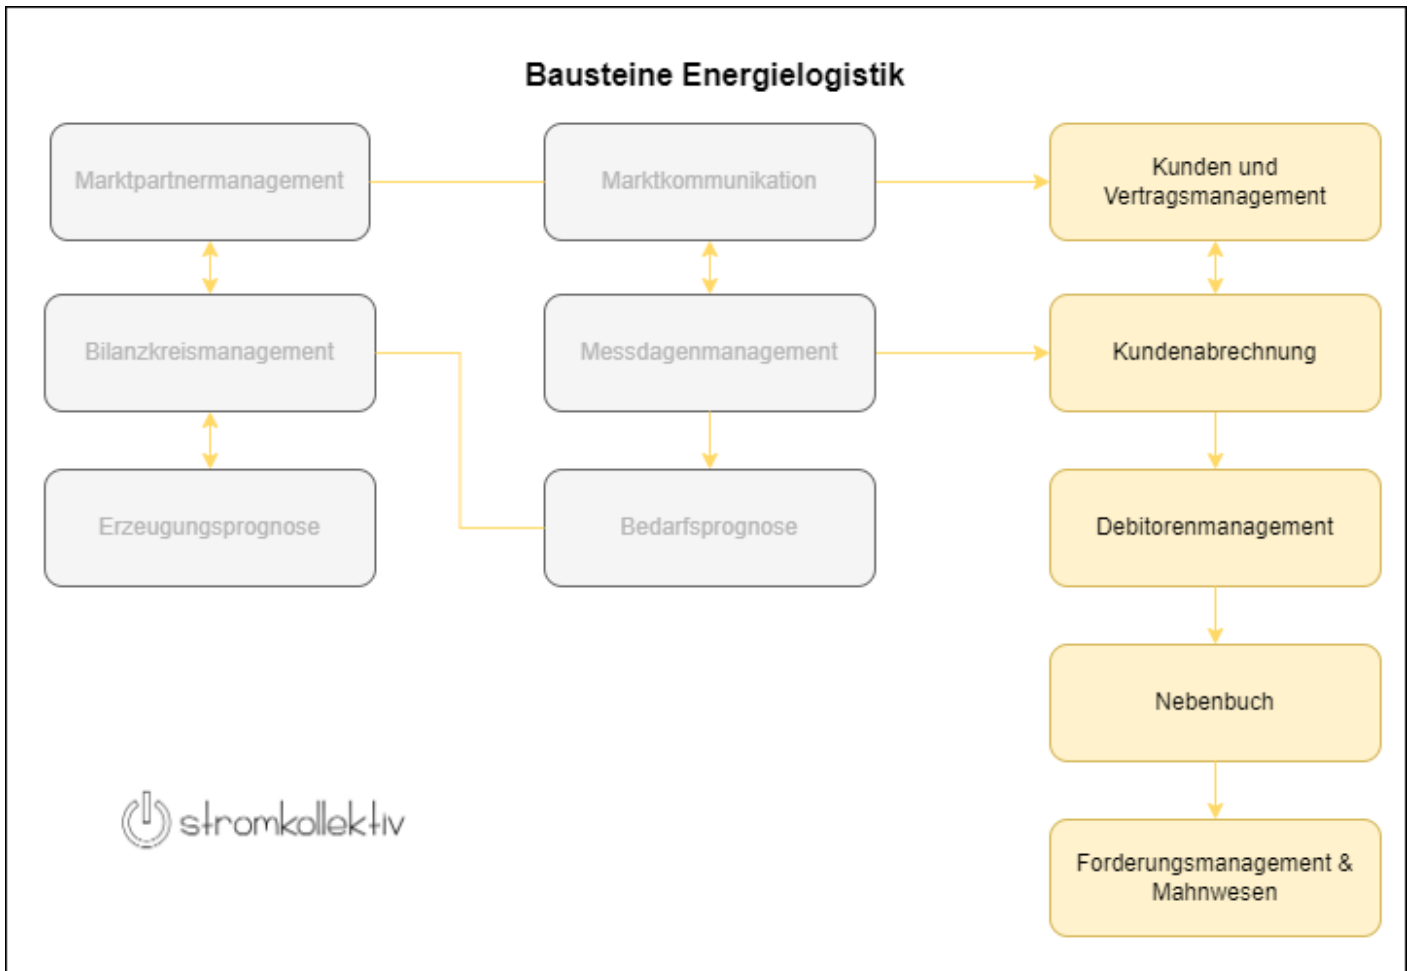 Bausteine Energielogistik
Marktpartnermanagement
Marktkommunikation
Kunden und
Vertragsmanagement
Bilanzkreismanagement
Messdagenmanagement
Kundenabrechnung
Erzeugungsprognose
Bedarfsprognose
Debitorenmanagement
Nebenbuch
stromkollektiv
Forderungsmanagement &
Mahnwesen